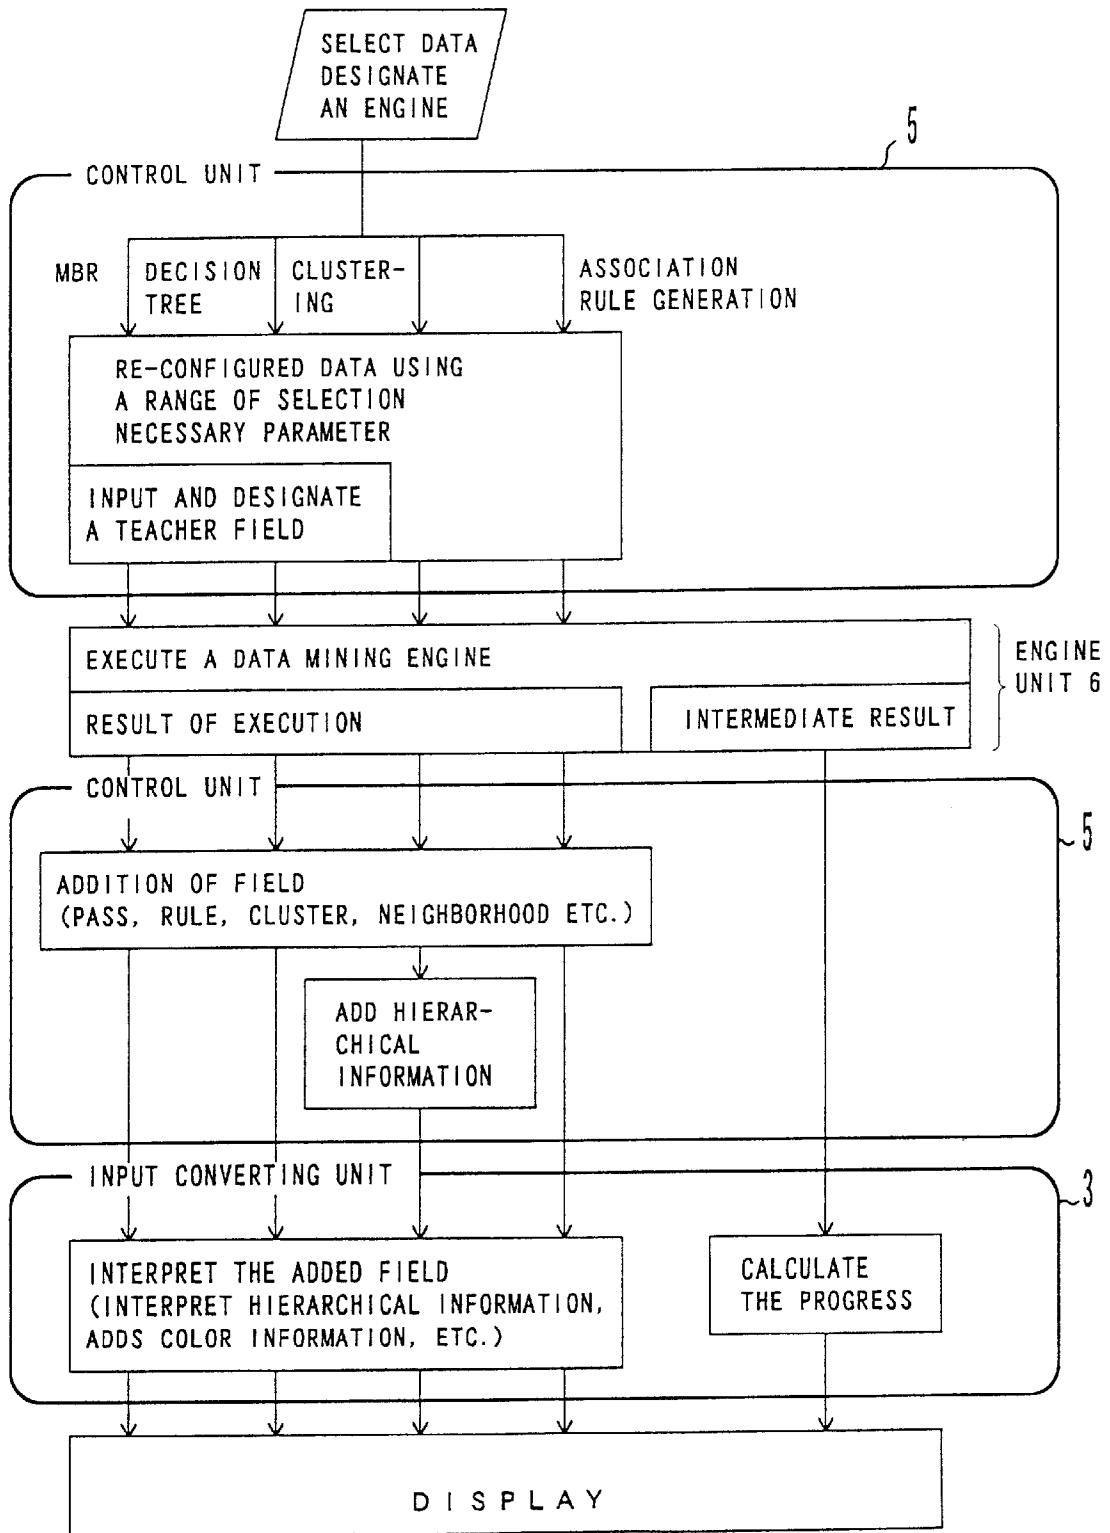 SELECT DATA
DESIGNATE
AN ENGINE
5
CONTROL UNIT
MBR
DECISION
TREE
CLUSTER-
ING
ASSOCIATION
RULE GENERATION
RE-CONFIGURED DATA USING
A RANGE OF SELECTION
NECESSARY PARAMETER
INPUT AND DESIGNATE
A TEACHER FIELD
EXECUTE A DATA MINING ENGINE
ENGINE
UNIT 6
RESULT OF EXECUTION
INTERMEDIATE RESULT
CONTROL UNIT
5
ADDITION OF FIELD
(PASS, RULE, CLUSTER, NEIGHBORHOOD ETC.)
ADD HIERAR-
CHICAL
INFORMATION
INPUT CONVERTING UNIT
3
INTERPRET THE ADDED FIELD
(INTERPRET HIERARCHICAL INFORMATION,
ADDS COLOR INFORMATION, ETC.)
CALCULATE
THE PROGRESS
DISPLAY